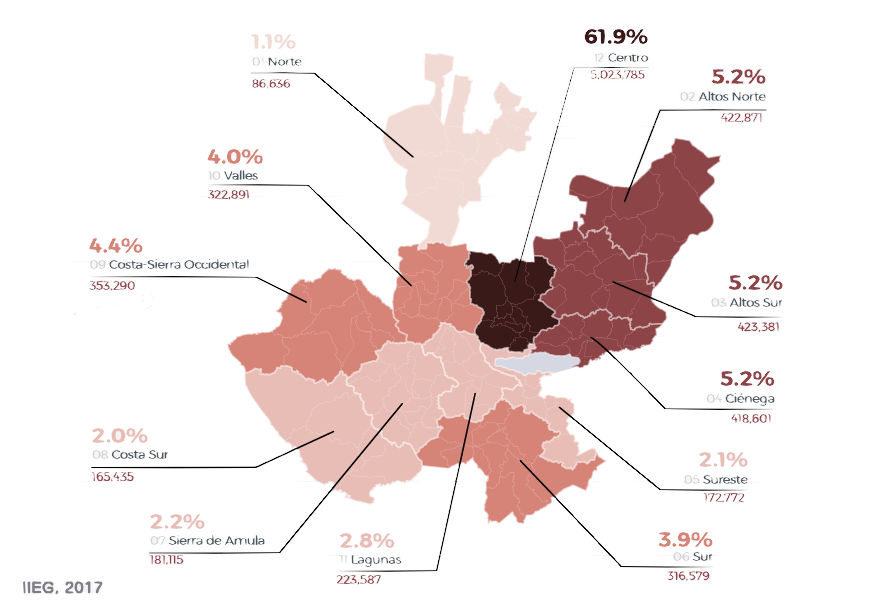 1.1%
01 Norte
86,636
61.9%
12 Centro
5,023,785
5.2%
02 Altos Norte
422,871
4.0%
10 Valles
322,891
4.4%
09 Costa-Sierra Occidental
353,290
5.2%
03 Altos Sur
423,381
5.2%
04 Ciénega
418,601
2.0%
08 Costa Sur
165,435
2.1%
05 Sureste
172,772
2.2%
07 Sierra de Amula
181,115
2.8%
11 Lagunas
223,587
3.9%
06 Sur
316,579
IIEG, 2017